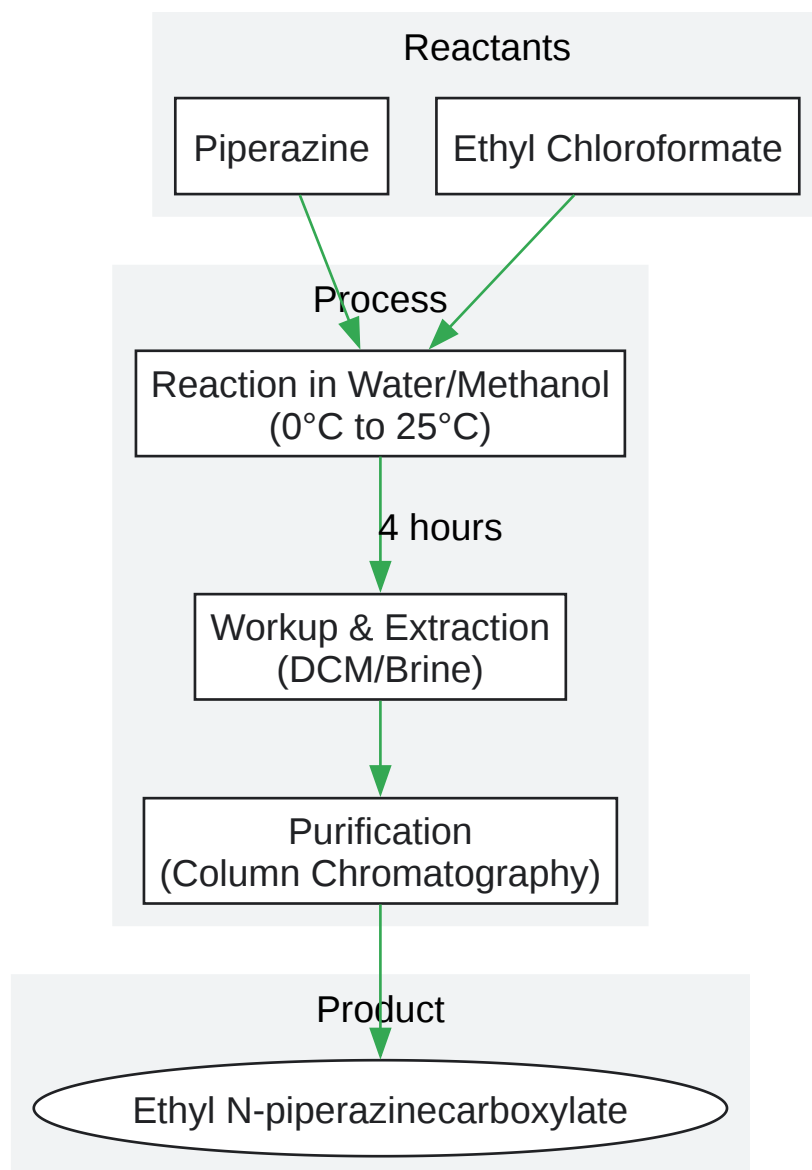 Reactants
Piperazine
Ethyl Chloroformate
Process
Reaction in Water/Methanol
(0°C to 25°C)
4 hours
Workup & Extraction
(DCM/Brine)
Purification
(Column Chromatography)
Product
Ethyl N-piperazinecarboxylate